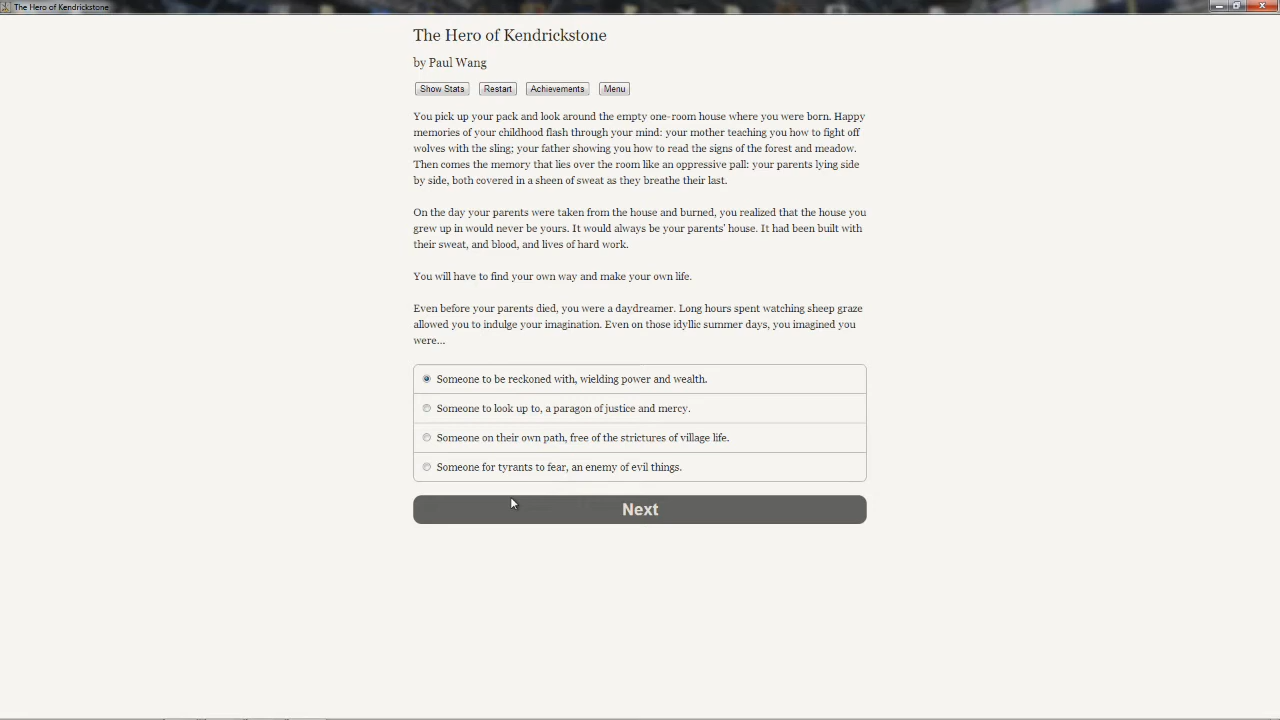 The Hero of Kendrickstone
The Hero of Kendrickstone
by Paul Wang
Show Stats Restart Achievements Menu
You pick up your pack and look around the empty one-room house where you were born. Happy
memories of your childhood flash through your mind: your mother teaching you how to fight off
wolves with the sling; your father showing you how to read the signs of the forest and meadow.
Then comes the memory that lies over the room like an oppressive pall: your parents lying side
by side, both covered in a sheen of sweat as they breathe their last.
On the day your parents were taken from the house and burned, you realized that the house you
grew up in would never be yours. It would always be your parents' house. It had been built with
their sweat, and blood, and lives of hard work.
You will have to find your own way and make your own life.
Even before your parents died, you were a daydreamer. Long hours spent watching sheep graze
allowed you to indulge your imagination. Even on those idyllic summer days, you imagined you
were...
Someone to be reckoned with, wielding power and wealth.
Someone to look up to, a paragon of justice and mercy.
Someone on their own path, free of the strictures of village life.
Someone for tyrants to fear, an enemy of evil things.
Next